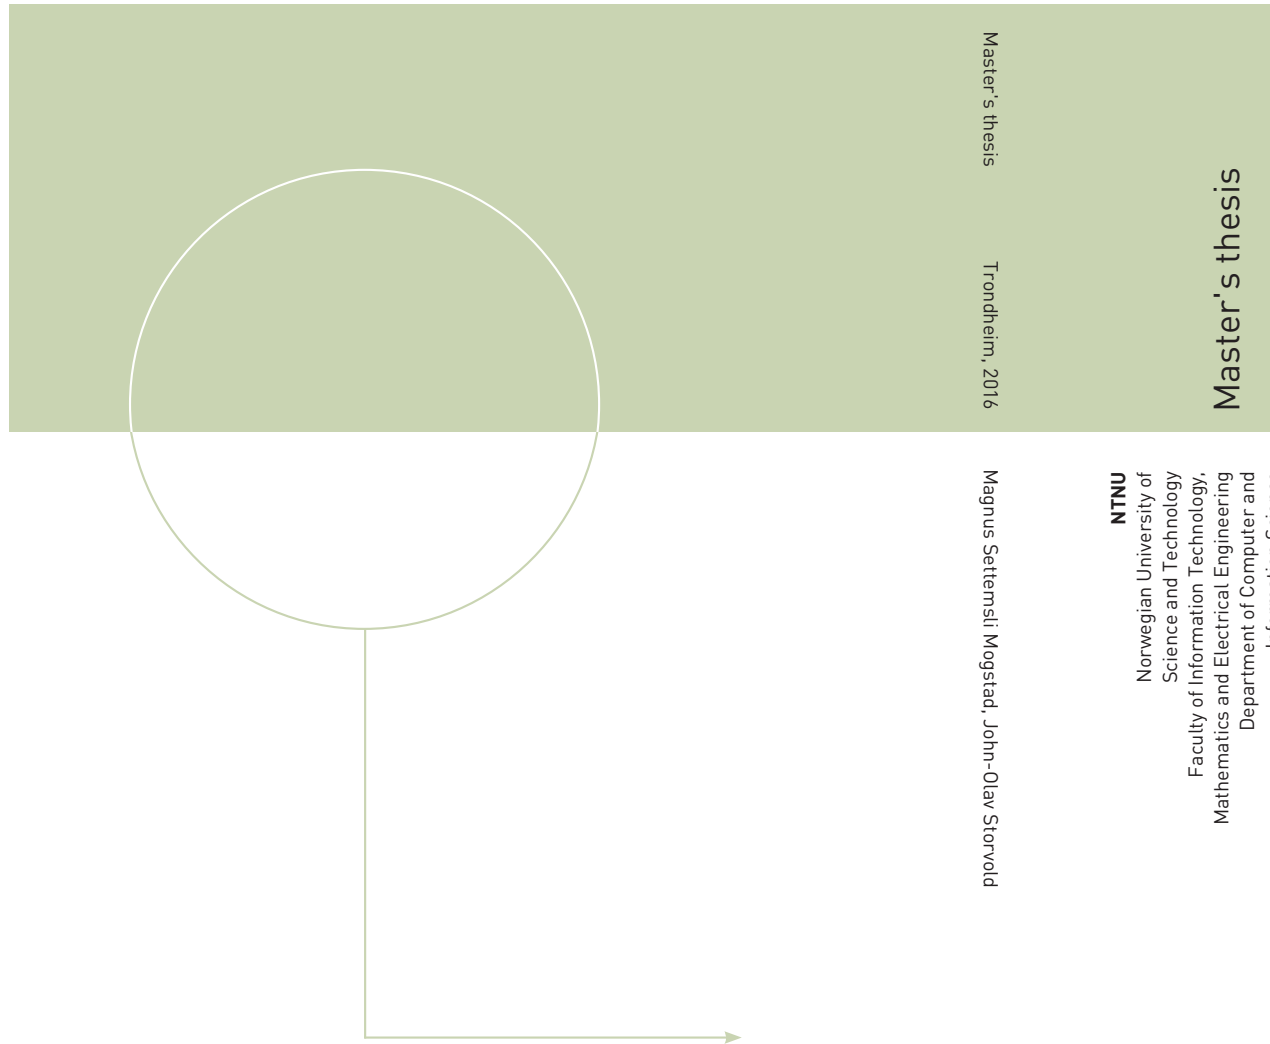 Master's thesis
Trondheim, 2016
Magnus Settemsli Mogstad, John-Olav Storvold
Master's thesis
NTNU
Norwegian University of
Science and Technology
Faculty of Information Technology,
Mathematics and Electrical Engineering
Department of Computer and